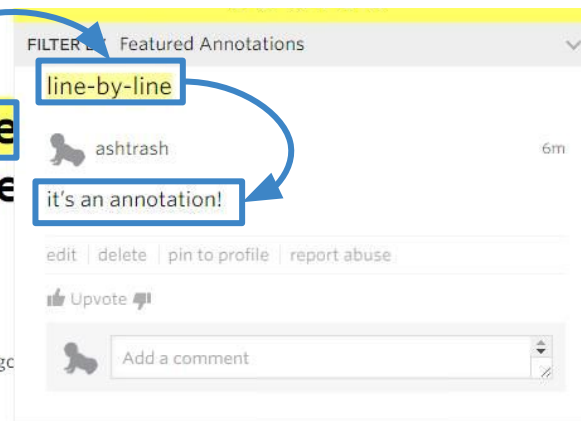 FILTER BY Featured Annotations
line-by-line
ashtrash 6m
it's an annotation!
edit | delete | pin to profile | report abuse
Upvote
Add a comment